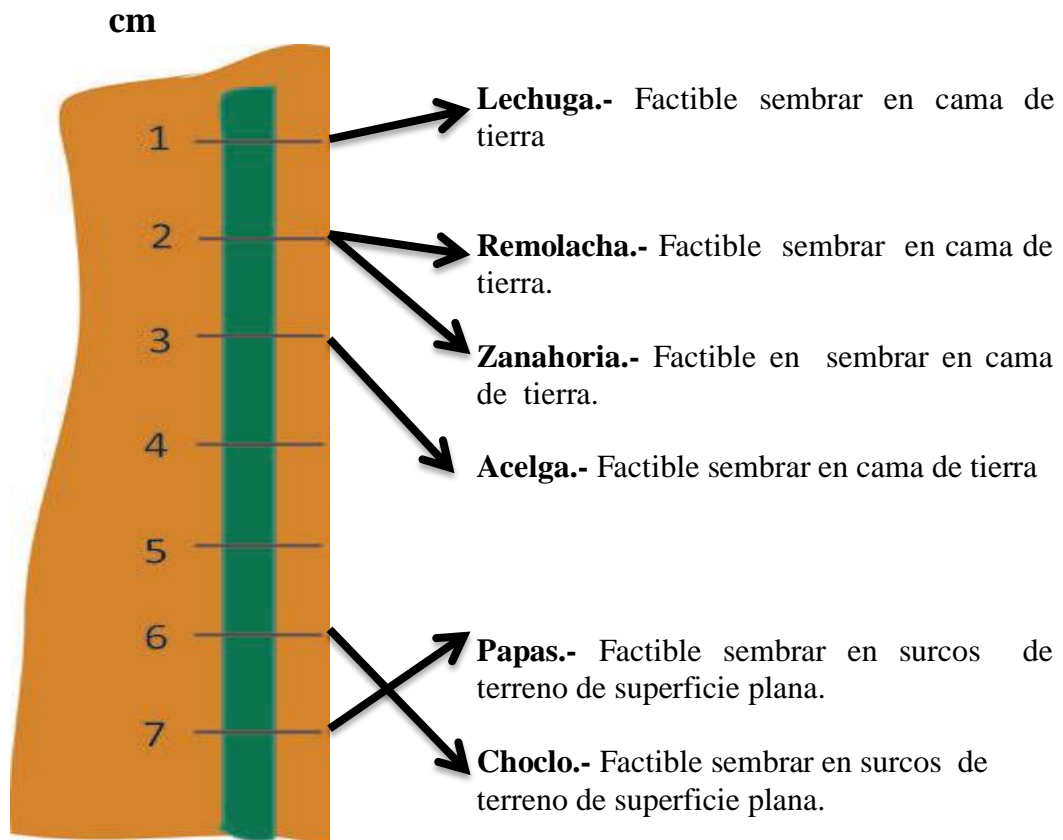 cm
1
Lechuga.- Factible sembrar en cama de
tierra
2
Remolacha.- Factible sembrar en cama de
tierra.
3
Zanahoria.- Factible en sembrar en cama
de tierra.
4
Acelga.- Factible sembrar en cama de tierra
5
6
Papas.- Factible sembrar en surcos de
terreno de superficie plana.
7
Choclo.- Factible sembrar en surcos de
terreno de superficie plana.